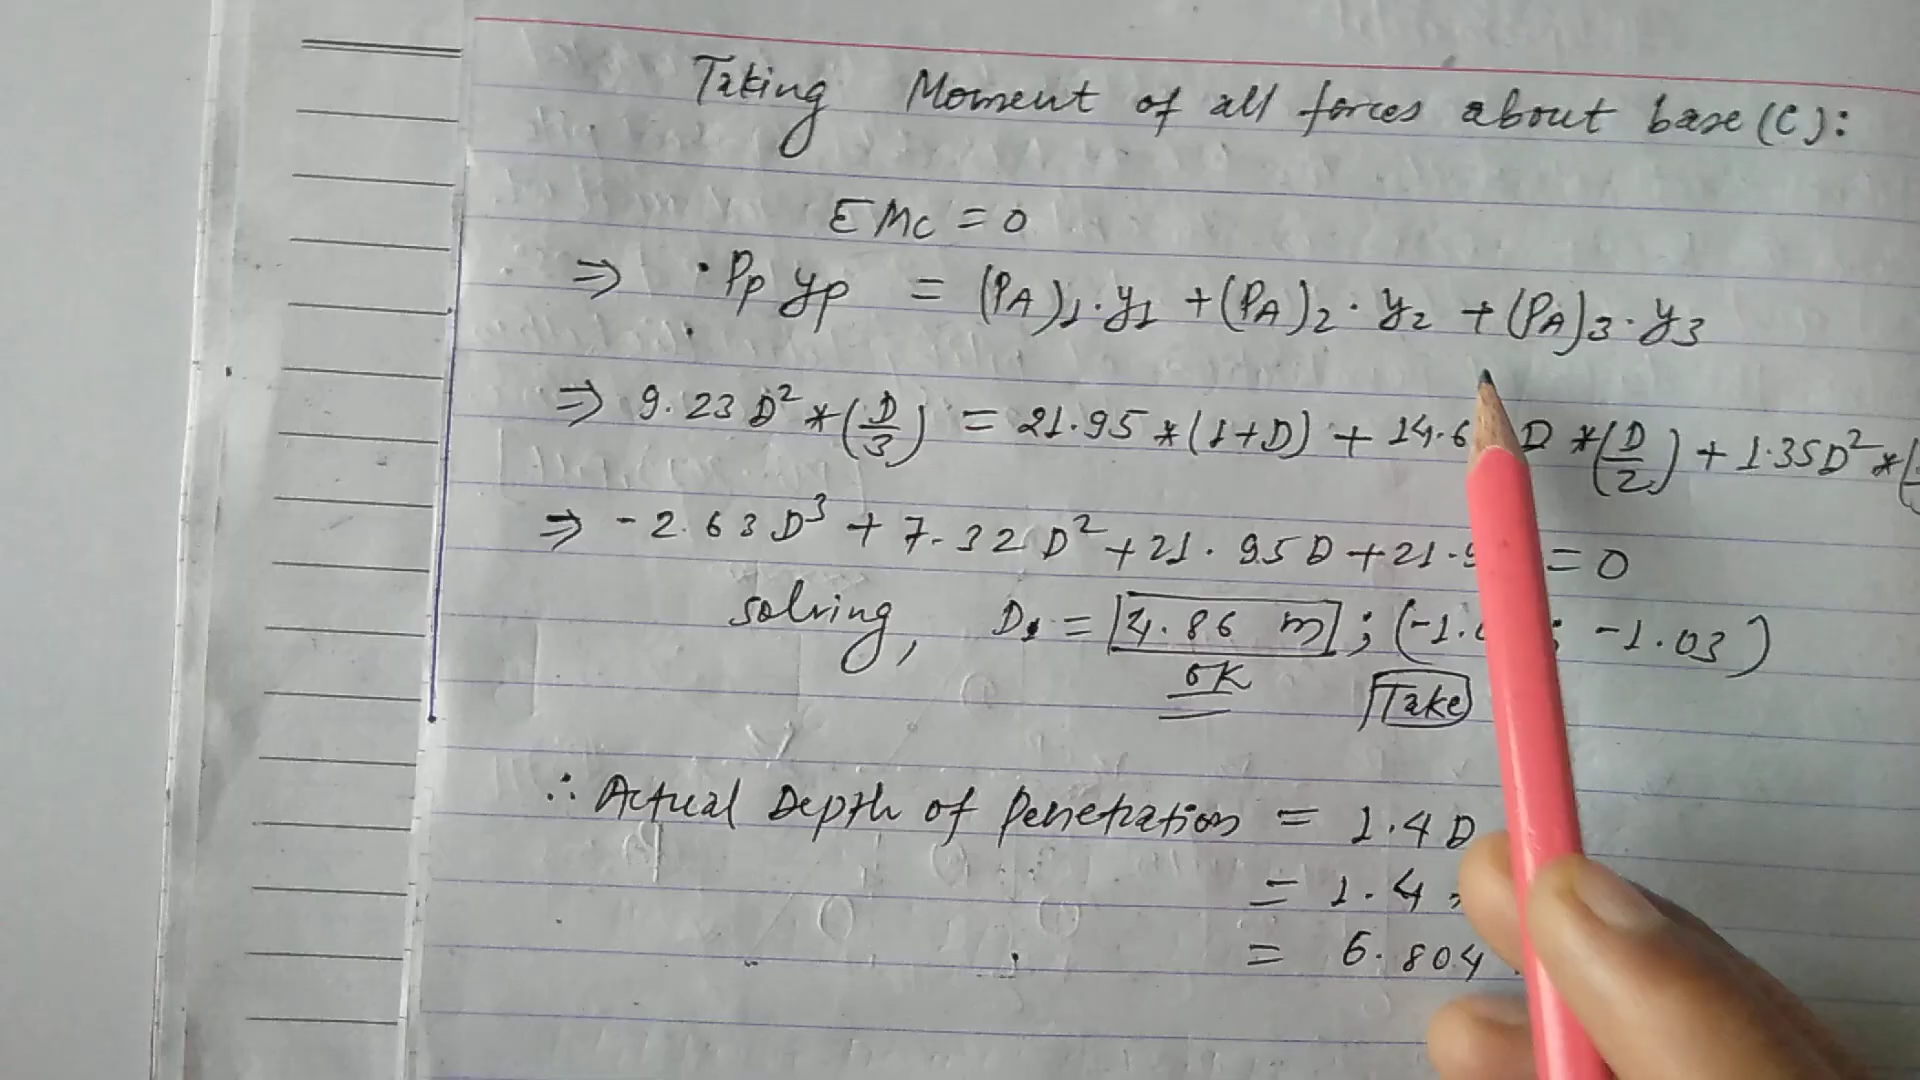 Taking Moment of all forces about base (C):
ΣMc = 0
⇒ Pp yp = (PA)1 · y1 + (PA)2 · y2 + (PA)3 · y3
⇒ 9.23 D² * (D/3) = 21.95 * (1+D) + 14.6 D * (D/2) + 1.35D² * (
⇒ -2.63 D³ + 7.32 D² + 21.95 D + 21.9 = 0
Solving, D = 4.86 m ; (-1. ; -1.03)
OK Take
∴ Actual Depth of Penetration = 1.4 D
= 1.4
= 6.804